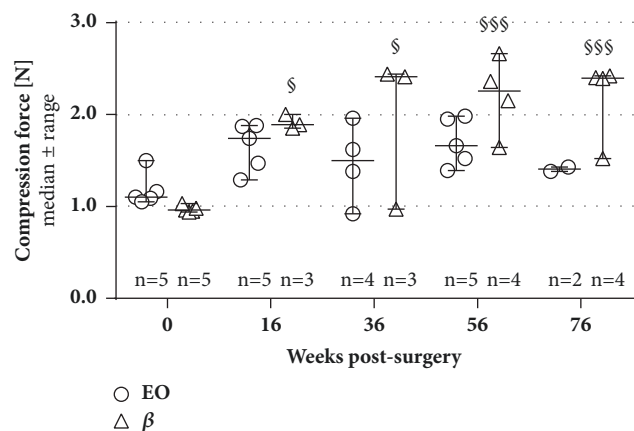 Compression force [N]
median ± range
3.0
2.0
1.0
0.0
§
§
§§§
§§§
n=5 n=5 n=5 n=3 n=4 n=3 n=5 n=4 n=2 n=4
0 16 36 56 76
Weeks post-surgery
EO
β